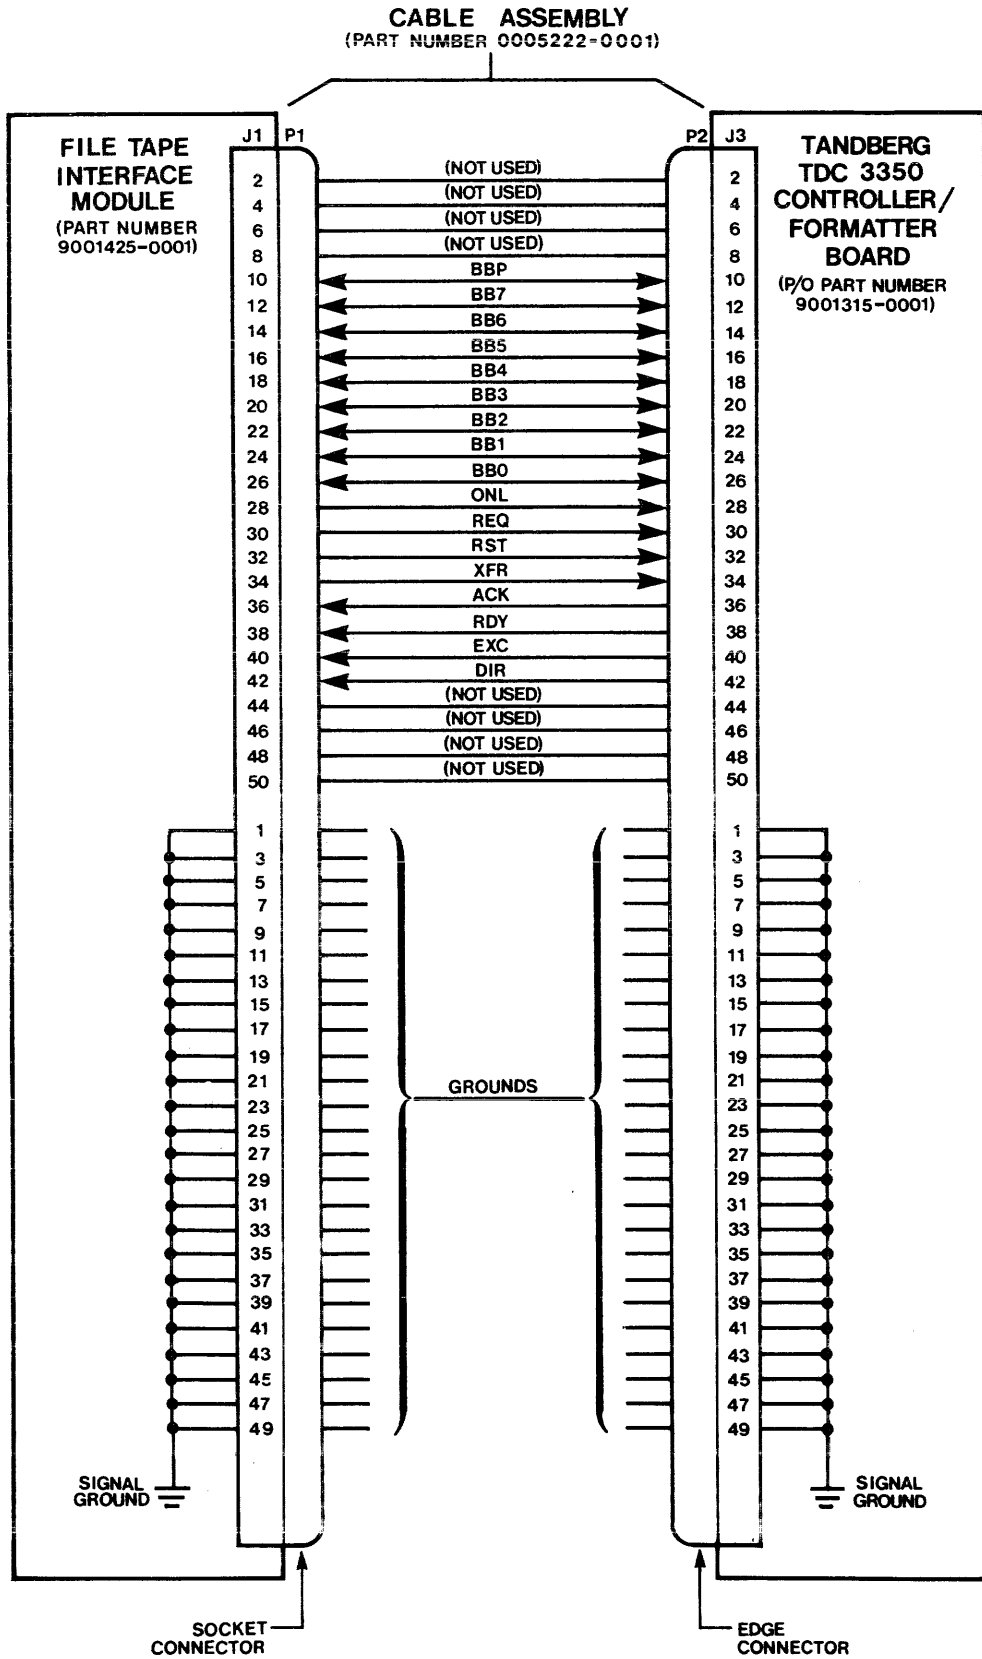 CABLE ASSEMBLY
(PART NUMBER 0005222-0001)
FILE TAPE
INTERFACE
MODULE
(PART NUMBER
9001425-0001)
J1 P1
P2 J3
TANDBERG
TDC 3350
CONTROLLER/
FORMATTER
BOARD
(P/O PART NUMBER
9001315-0001)
2 (NOT USED) 2
4 (NOT USED) 4
6 (NOT USED) 6
8 (NOT USED) 8
10 BBP 10
12 BB7 12
14 BB6 14
16 BB5 16
18 BB4 18
20 BB3 20
22 BB2 22
24 BB1 24
26 BB0 26
28 ONL 28
30 REQ 30
32 RST 32
34 XFR 34
36 ACK 36
38 RDY 38
40 EXC 40
42 DIR 42
44 (NOT USED) 44
46 (NOT USED) 46
48 (NOT USED) 48
50 (NOT USED) 50
1 1
3 3
5 5
7 7
9 9
11 11
13 13
15 15
17 17
19 19
21 21
GROUNDS
23 23
25 25
27 27
29 29
31 31
33 33
35 35
37 37
39 39
41 41
43 43
45 45
47 47
49 49
SIGNAL
GROUND
SIGNAL
GROUND
SOCKET
CONNECTOR
EDGE
CONNECTOR